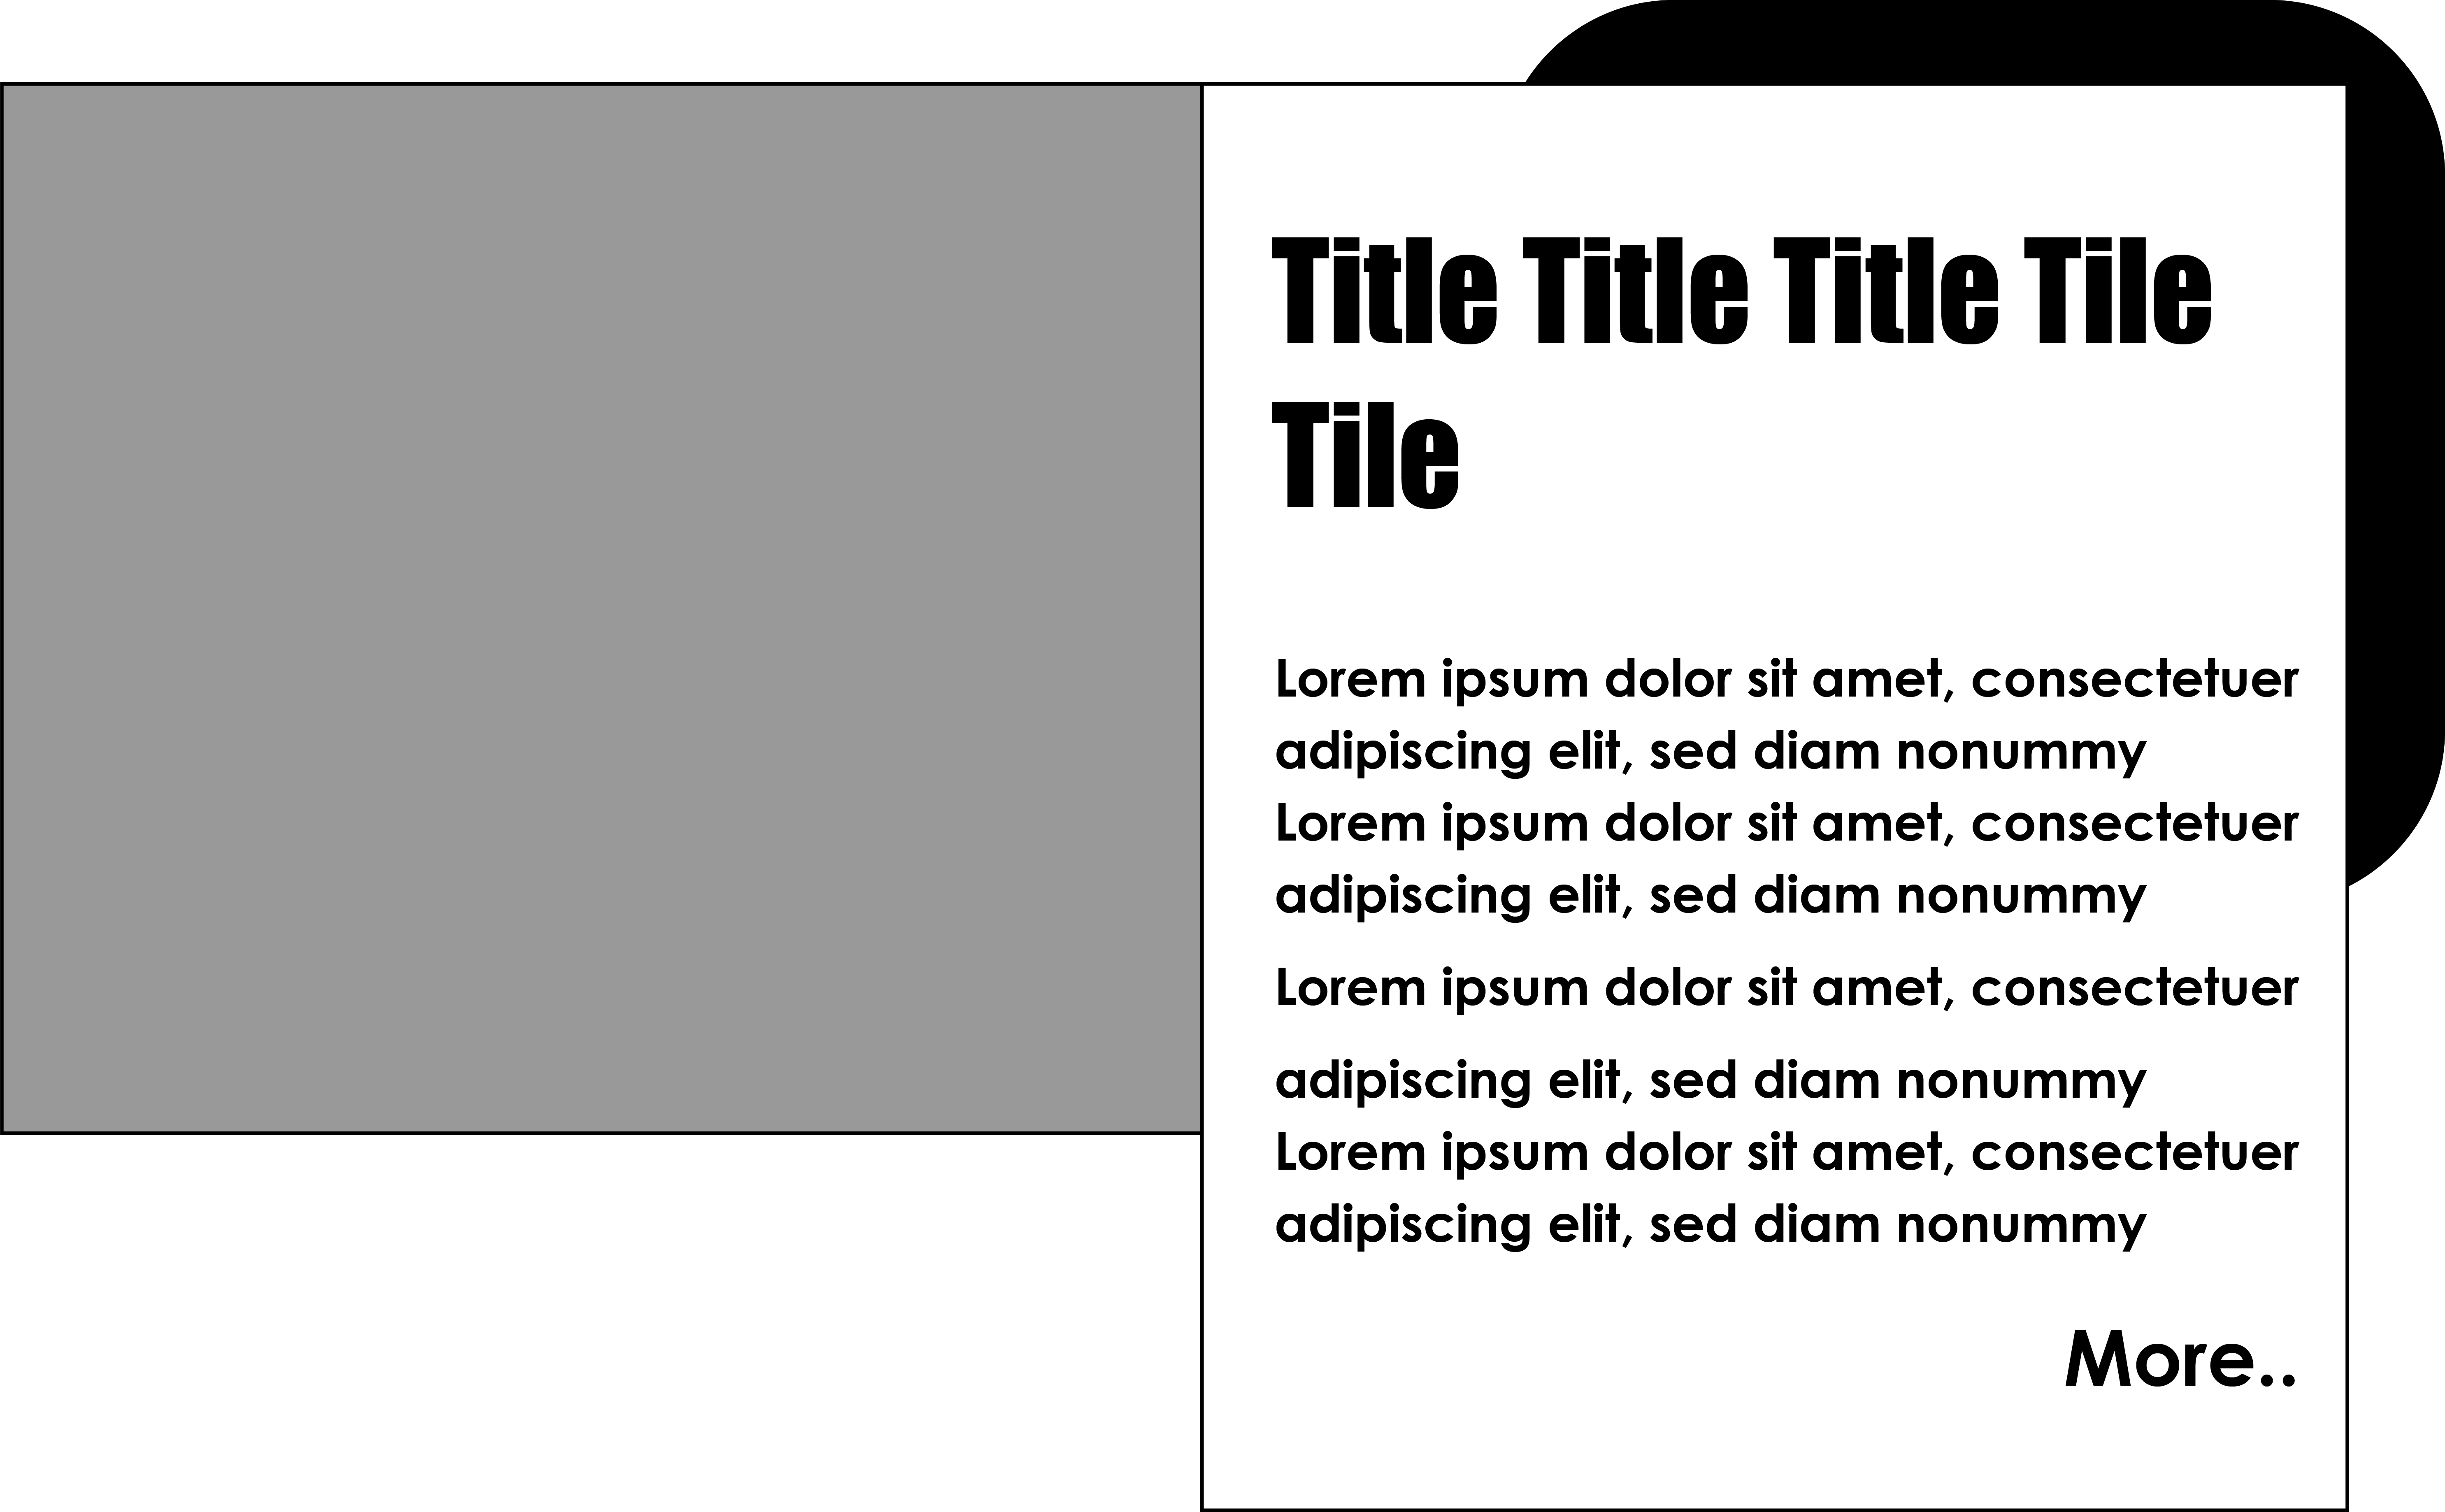 Title Title Title Tile
Tile
Lorem ipsum dolor sit amet, consectetuer
adipiscing elit, sed diam nonummy
Lorem ipsum dolor sit amet, consectetuer
adipiscing elit, sed diam nonummy
Lorem ipsum dolor sit amet, consectetuer
adipiscing elit, sed diam nonummy
Lorem ipsum dolor sit amet, consectetuer
adipiscing elit, sed diam nonummy
More..